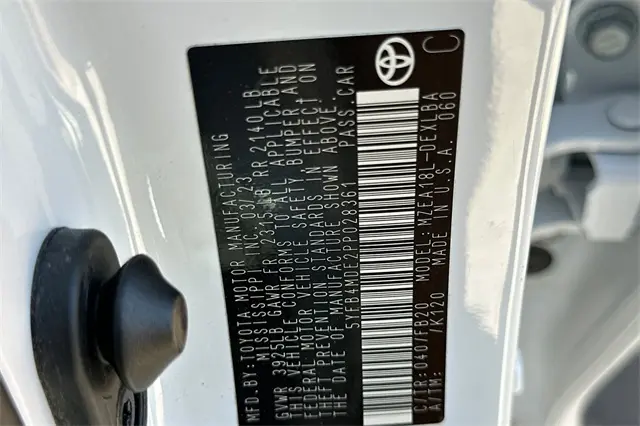 MFD. BY: TOYOTA MOTOR MANUFACTURING
MISSISSIPPI, INC. 03/23
GVWR 3925LB GAWR FR 2315LB RR 2140LB
THIS VEHICLE CONFORMS TO ALL APPLICABLE
FEDERAL MOTOR VEHICLE SAFETY, BUMPER AND
THEFT PREVENTION STANDARDS IN EFFECT ON
THE DATE OF MANUFACTURE SHOWN ABOVE.
5YFB4MDE2PP028361 PASS. CAR
C/TR:040/FB20 MODEL:MZEA18L-DEXLBA
A/TM: /K120 MADE IN U.S.A. 060
C